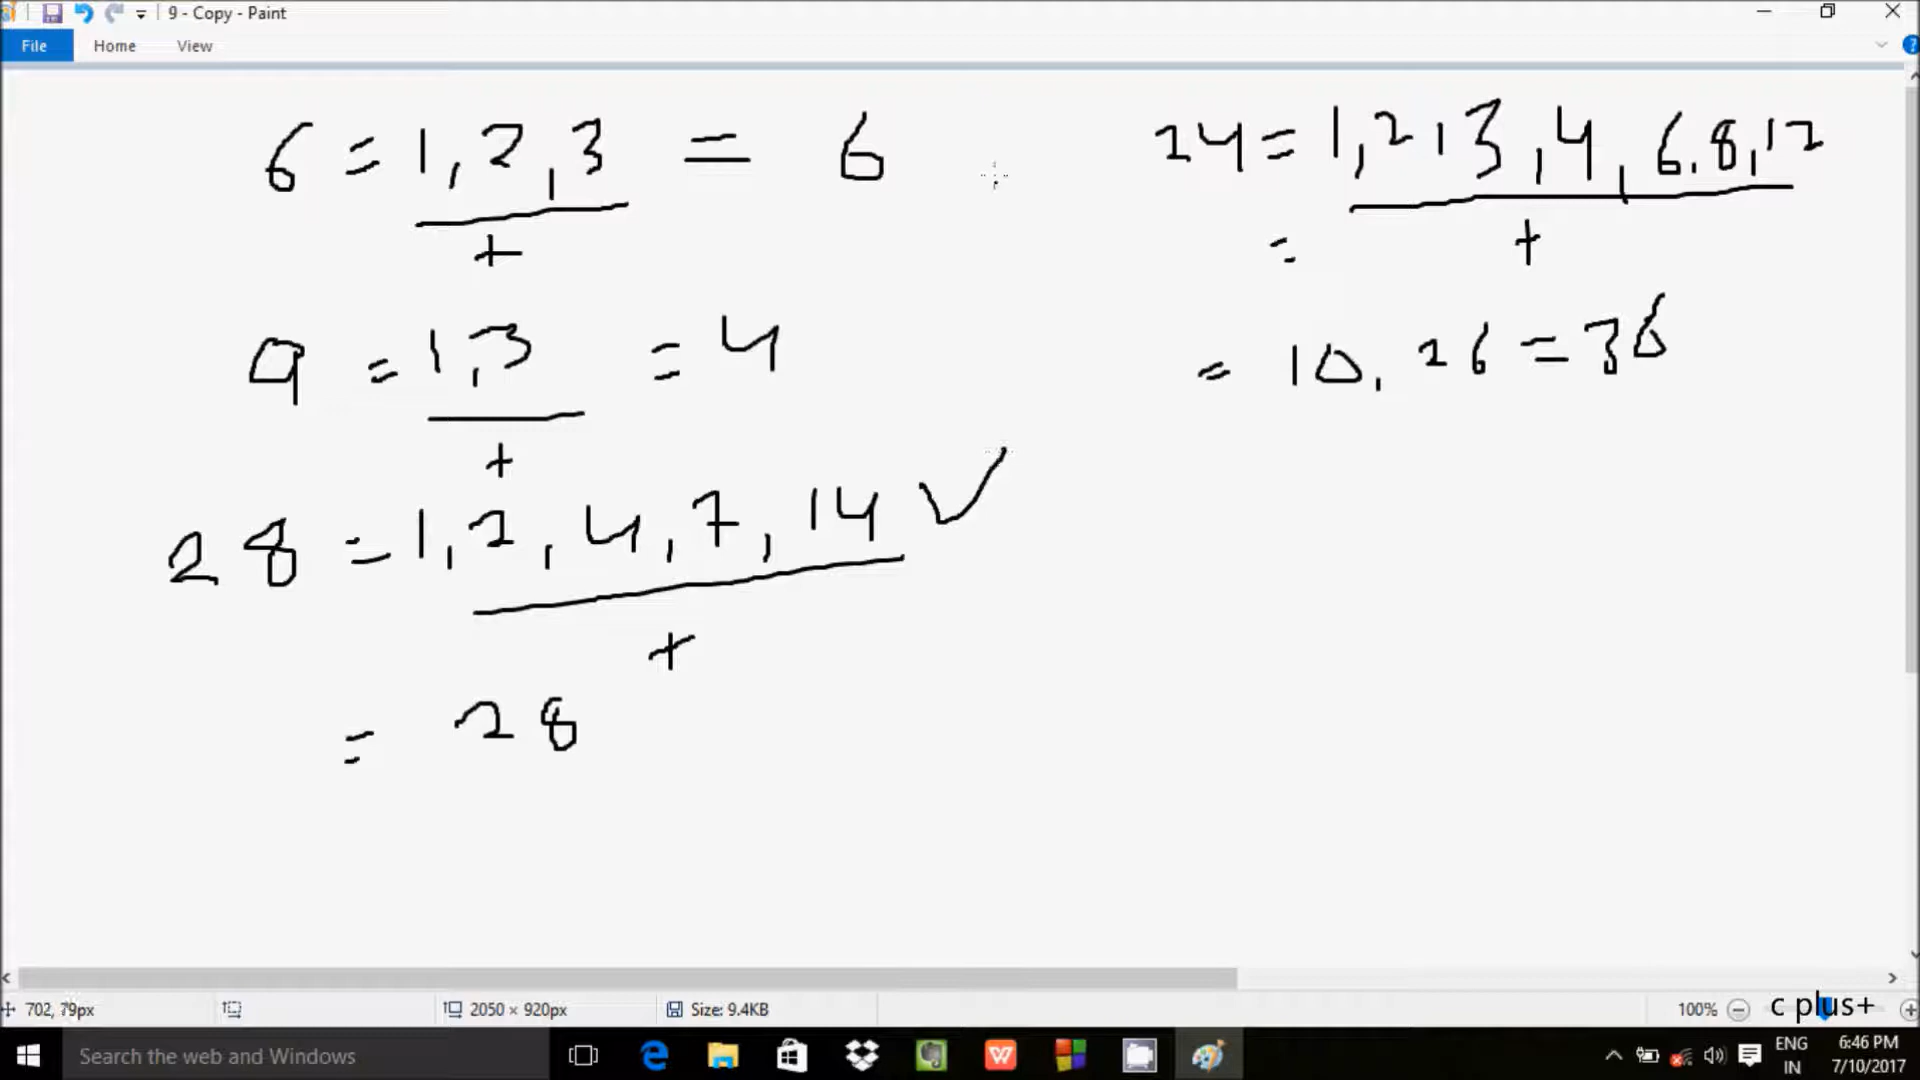 9 - Copy - Paint
File Home View
6 = 1, 2, 3 = 6
+
9 = 1, 3 = 4
+
28 = 1, 2, 4, 7, 14 ✓
+
= 28
24 = 1, 2, 3, 4, 6, 8, 12
= +
= 10, 26 = 36
702, 79px 2050 × 920px Size: 9.4KB 100%
c plus+
Search the web and Windows
ENG 6:46 PM
IN 7/10/2017